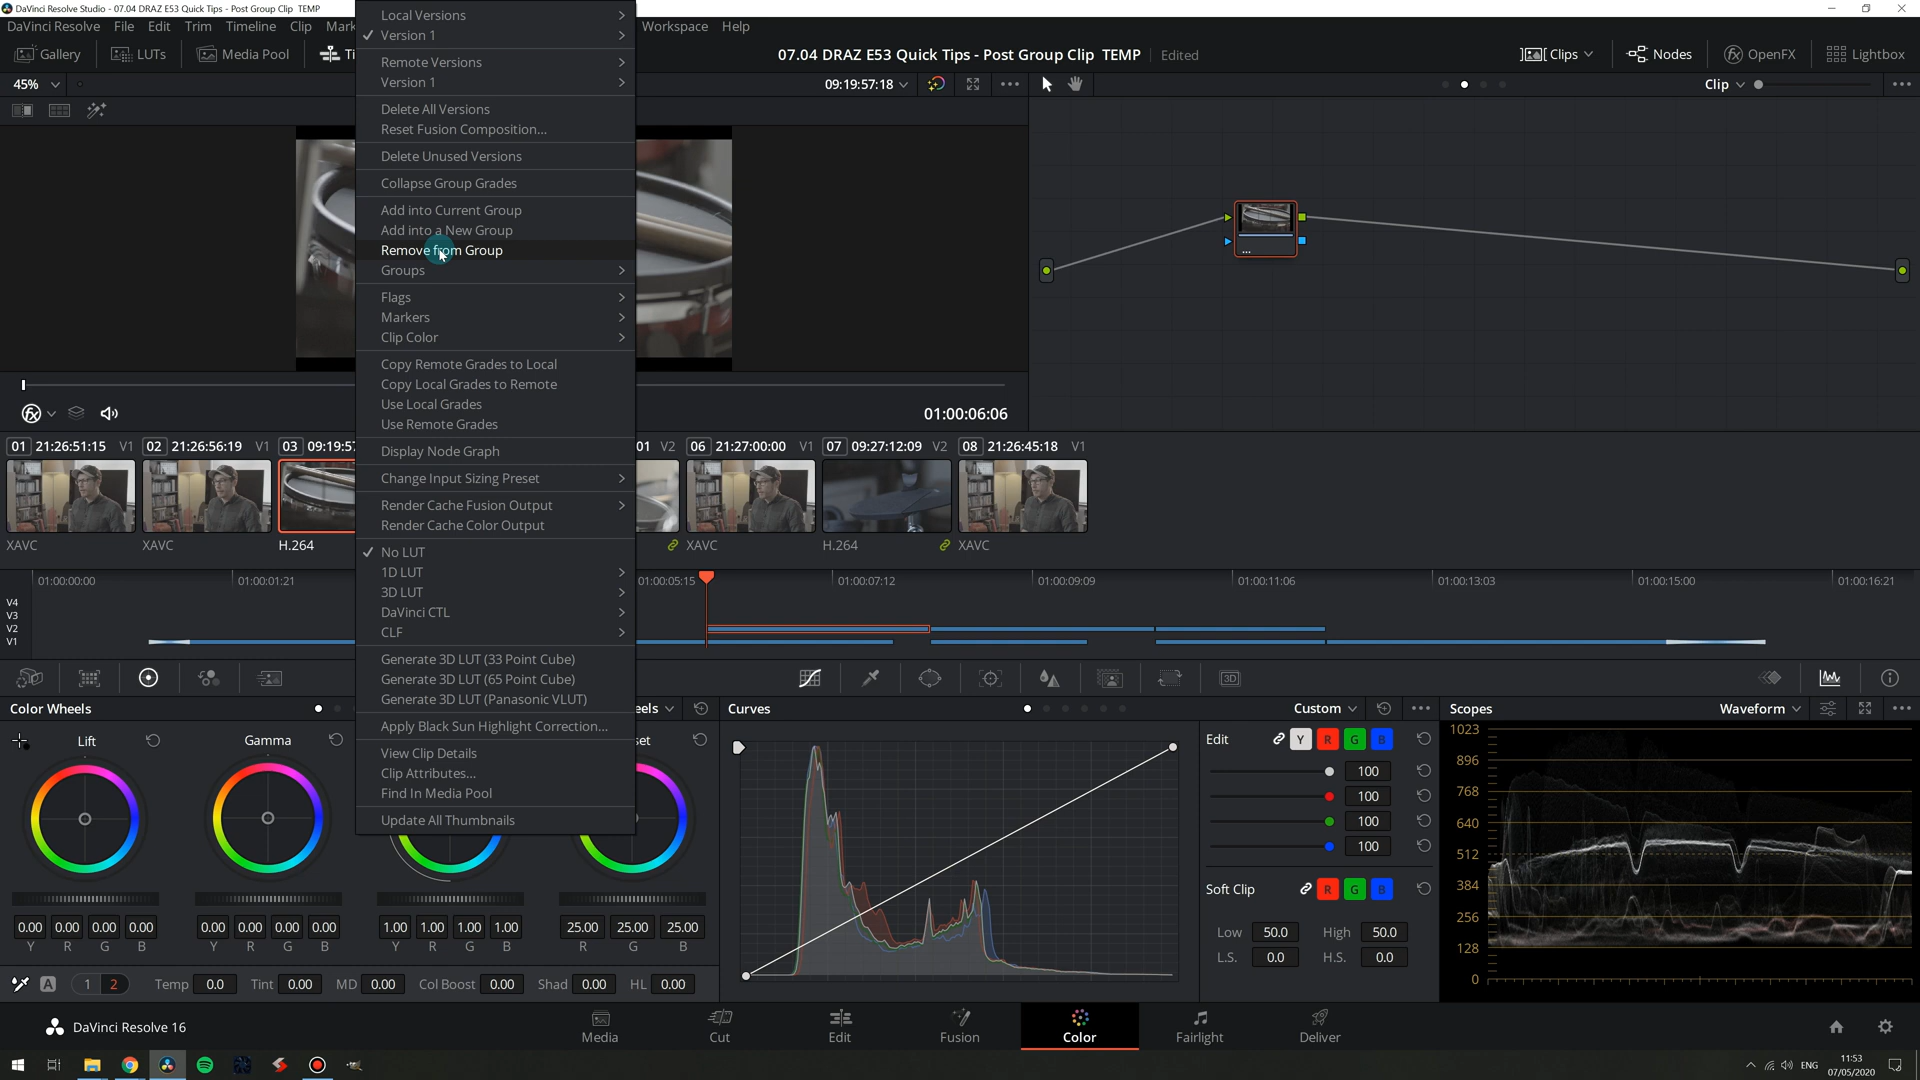 DaVinci Resolve Studio - 07.04 DRAZ E53 Quick Tips - Post Group Clip TEMP
DaVinci Resolve File Edit Trim Timeline Clip Mark Workspace Help
Gallery LUTs Media Pool Ti 07.04 DRAZ E53 Quick Tips - Post Group Clip TEMP Edited Clips Nodes OpenFX Lightbox
45% 09:19:57:18 Clip
Local Versions
Version 1
Remote Versions
Version 1
Delete All Versions
Reset Fusion Composition...
Delete Unused Versions
Collapse Group Grades
Add into Current Group
Add into a New Group
Remove from Group
Groups
Flags
Markers
Clip Color
Copy Remote Grades to Local
Copy Local Grades to Remote
Use Local Grades
Use Remote Grades
Display Node Graph
Change Input Sizing Preset
Render Cache Fusion Output
Render Cache Color Output
No LUT
1D LUT
3D LUT
DaVinci CTL
CLF
Generate 3D LUT (33 Point Cube)
Generate 3D LUT (65 Point Cube)
Generate 3D LUT (Panasonic VLUT)
Apply Black Sun Highlight Correction...
View Clip Details
Clip Attributes...
Find In Media Pool
Update All Thumbnails
01:00:06:06
01 21:26:51:15 V1 02 21:26:56:19 V1 03 09:19:57 01 V2 06 21:27:00:00 V1 07 09:27:12:09 V2 08 21:26:45:18 V1
XAVC XAVC H.264 XAVC H.264 XAVC
01:00:00:00 01:00:01:21 01:00:05:15 01:00:07:12 01:00:09:09 01:00:11:06 01:00:13:03 01:00:15:00 01:00:16:21
V4
V3
V2
V1
Color Wheels eels Curves Custom Scopes Waveform
Lift Gamma set
0.00 0.00 0.00 0.00 0.00 0.00 0.00 0.00 1.00 1.00 1.00 1.00 25.00 25.00 25.00
Y R G B Y R G B Y R G B R G B
A 1 2 Temp 0.0 Tint 0.00 MD 0.00 Col Boost 0.00 Shad 0.00 HL 0.00
Edit Y R G B
100
100
100
100
Soft Clip R G B
Low 50.0 High 50.0
L.S. 0.0 H.S. 0.0
1023
896
768
640
512
384
256
128
0
3D
DaVinci Resolve 16 Media Cut Edit Fusion Color Fairlight Deliver
ENG 11:53
07/05/2020